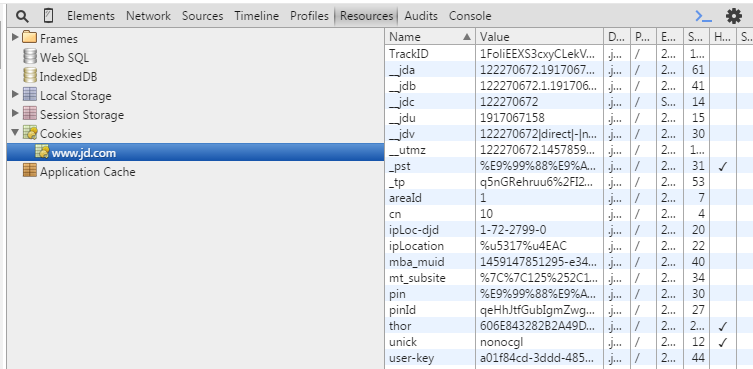 Elements Network Sources Timeline Profiles Resources Audits Console
Frames
Web SQL
IndexedDB
Local Storage
Session Storage
Cookies
www.jd.com
Application Cache
Name Value D... P... E... S... H... S...
TrackID 1FoliEEXS3cxyCLekV... .j... / 2... 1...
__jda 122270672.1917067... .j... / 2... 61
__jdb 122270672.1.191706... .j... / 2... 41
__jdc 122270672 .j... / S... 14
__jdu 1917067158 .j... / 2... 15
__jdv 122270672|direct|-|n... .j... / 2... 30
__utmz 122270672.1457859... .j... / 2... 1...
_pst %E9%99%88%E9%A... .j... / 2... 31 ✓
_tp q5nGRehruu6%2FI2... .j... / 2... 53
areaId 1 .j... / 2... 7
cn 10 .j... / 2... 4
ipLoc-djd 1-72-2799-0 .j... / 2... 20
ipLocation %u5317%u4EAC .j... / 2... 22
mba_muid 1459147851295-e34... .j... / 2... 40
mt_subsite %7C%7C125%252C1... .j... / 2... 34
pin %E9%99%88%E9%A... .j... / 2... 30
pinId qeHhJtfGubIgmZwg... .j... / 2... 27
thor 606E843282B2A49D... .j... / 2... 2... ✓
unick nonocgl .j... / 2... 12 ✓
user-key a01f84cd-3ddd-485... .j... / 2... 44